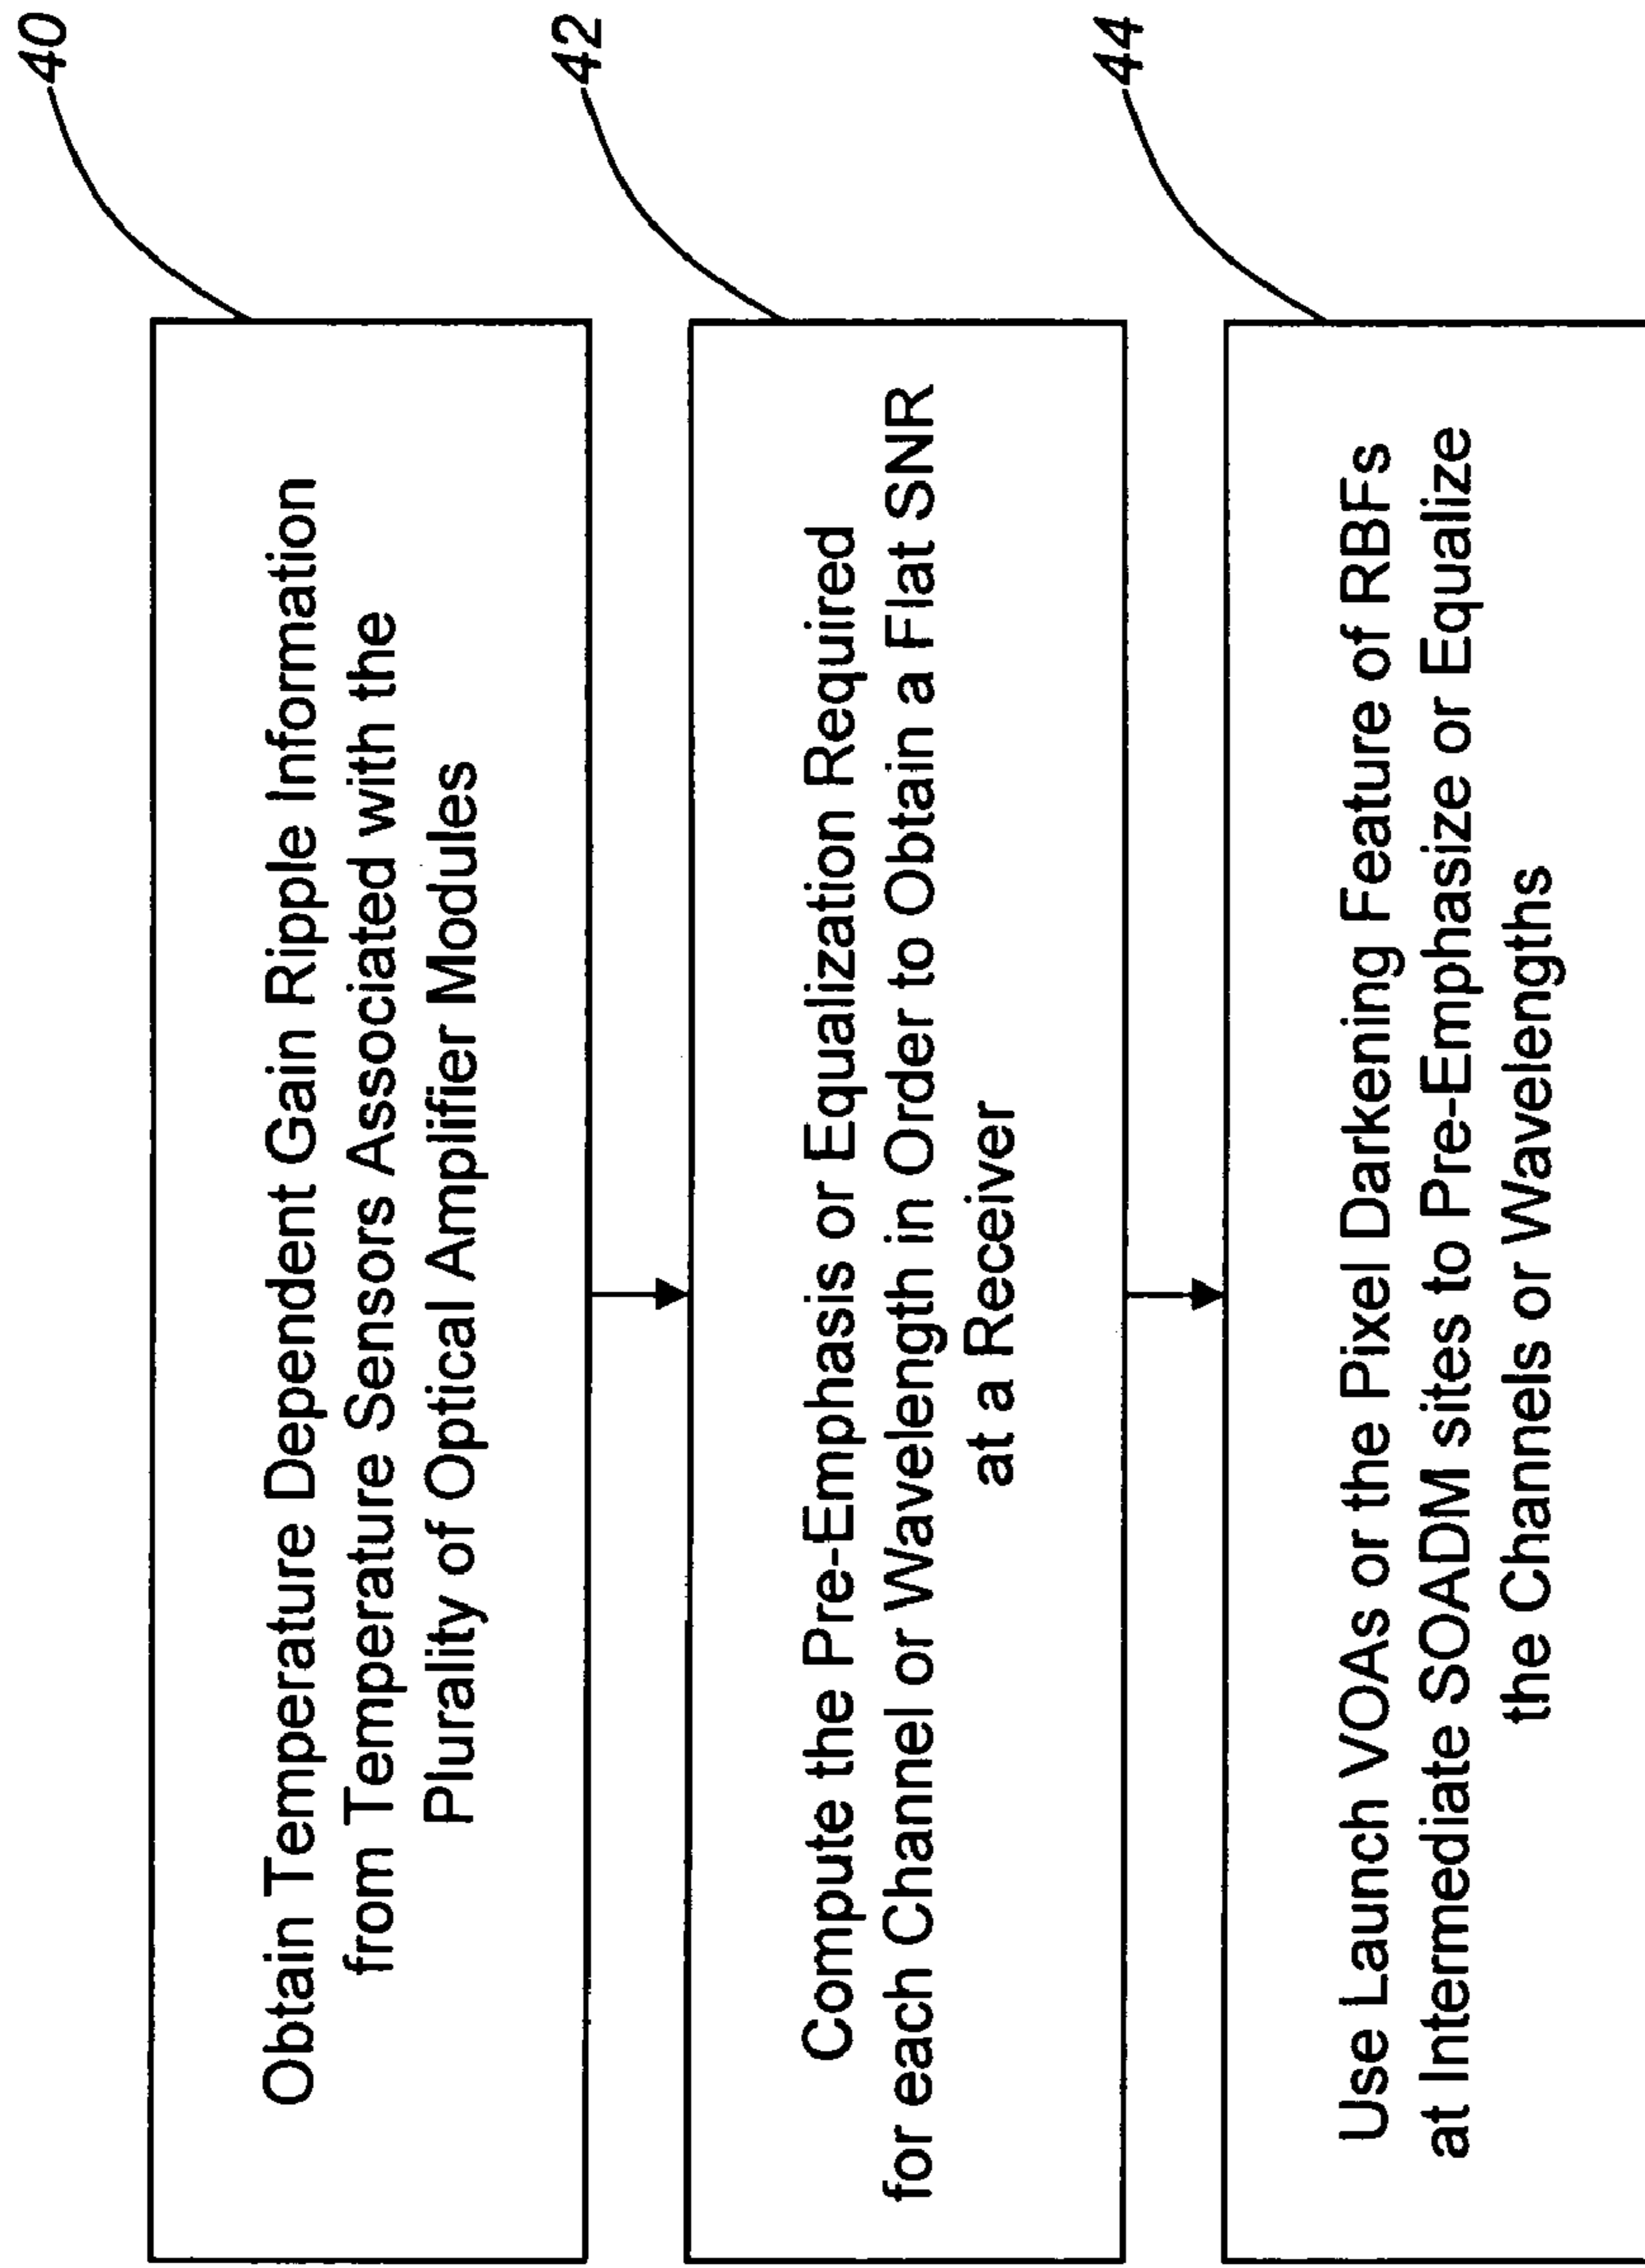 40
Obtain Temperature Dependent Gain Ripple Information
from Temperature Sensors Associated with the
Plurality of Optical Amplifier Modules
42
Compute the Pre-Emphasis or Equalization Required
for each Channel or Wavelength in Order to Obtain a Flat SNR
at a Receiver
44
Use Launch VOAs or the Pixel Darkening Feature of RBFs
at Intermediate SOADM sites to Pre-Emphasize or Equalize
the Channels or Wavelengths